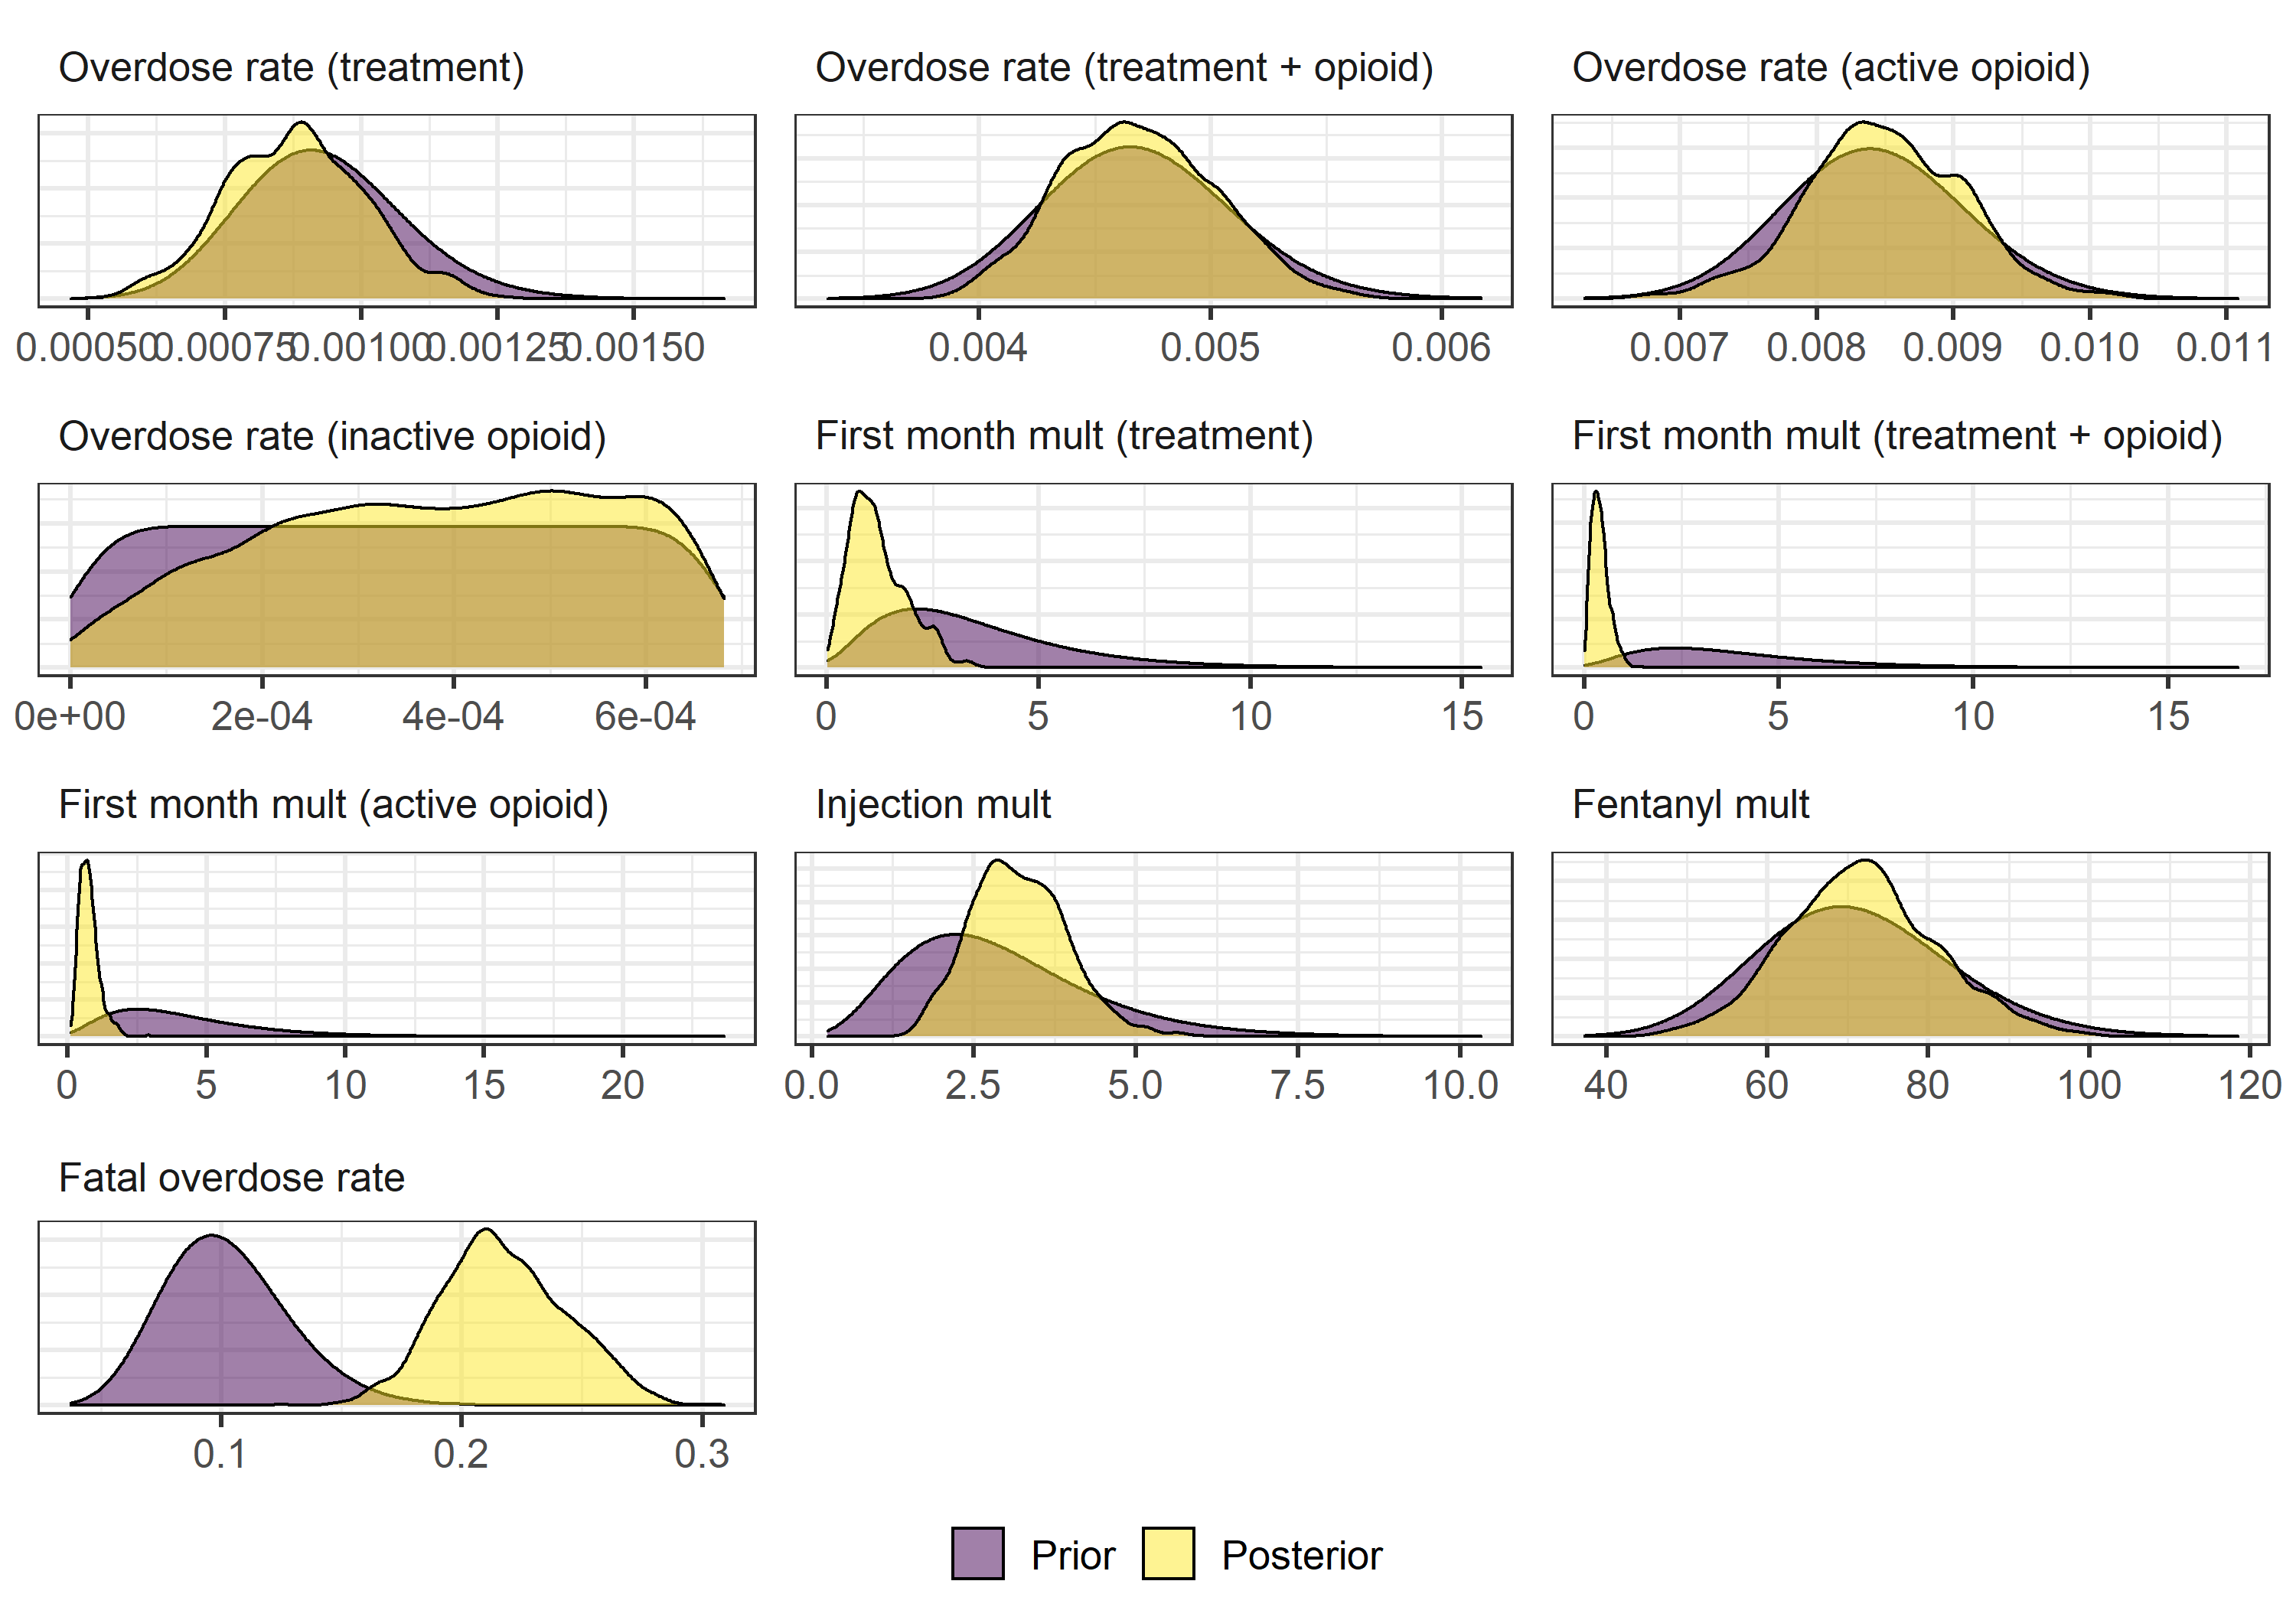 Overdose rate (treatment)
Overdose rate (treatment + opioid)
Overdose rate (active opioid)
0.00050 0.00075 0.00100 0.00125 0.00150
0.004 0.005 0.006
0.007 0.008 0.009 0.010 0.011
Overdose rate (inactive opioid)
First month mult (treatment)
First month mult (treatment + opioid)
0e+00 2e-04 4e-04 6e-04
0 5 10 15
0 5 10 15
First month mult (active opioid)
Injection mult
Fentanyl mult
0 5 10 15 20
0.0 2.5 5.0 7.5 10.0
40 60 80 100 120
Fatal overdose rate
0.1 0.2 0.3
Prior Posterior